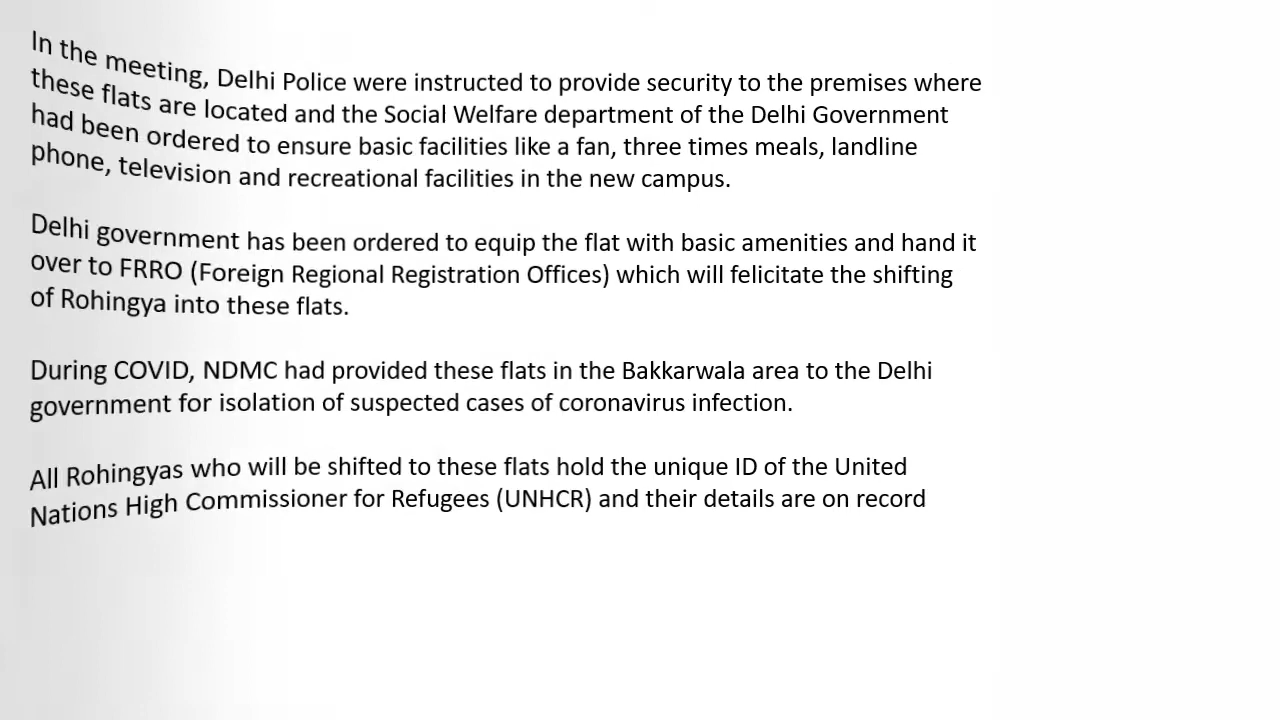 In the meeting, Delhi Police were instructed to provide security to the premises where
these flats are located and the Social Welfare department of the Delhi Government
had been ordered to ensure basic facilities like a fan, three times meals, landline
phone, television and recreational facilities in the new campus.
Delhi government has been ordered to equip the flat with basic amenities and hand it
over to FRRO (Foreign Regional Registration Offices) which will felicitate the shifting
of Rohingya into these flats.
During COVID, NDMC had provided these flats in the Bakkarwala area to the Delhi
government for isolation of suspected cases of coronavirus infection.
All Rohingyas who will be shifted to these flats hold the unique ID of the United
Nations High Commissioner for Refugees (UNHCR) and their details are on record